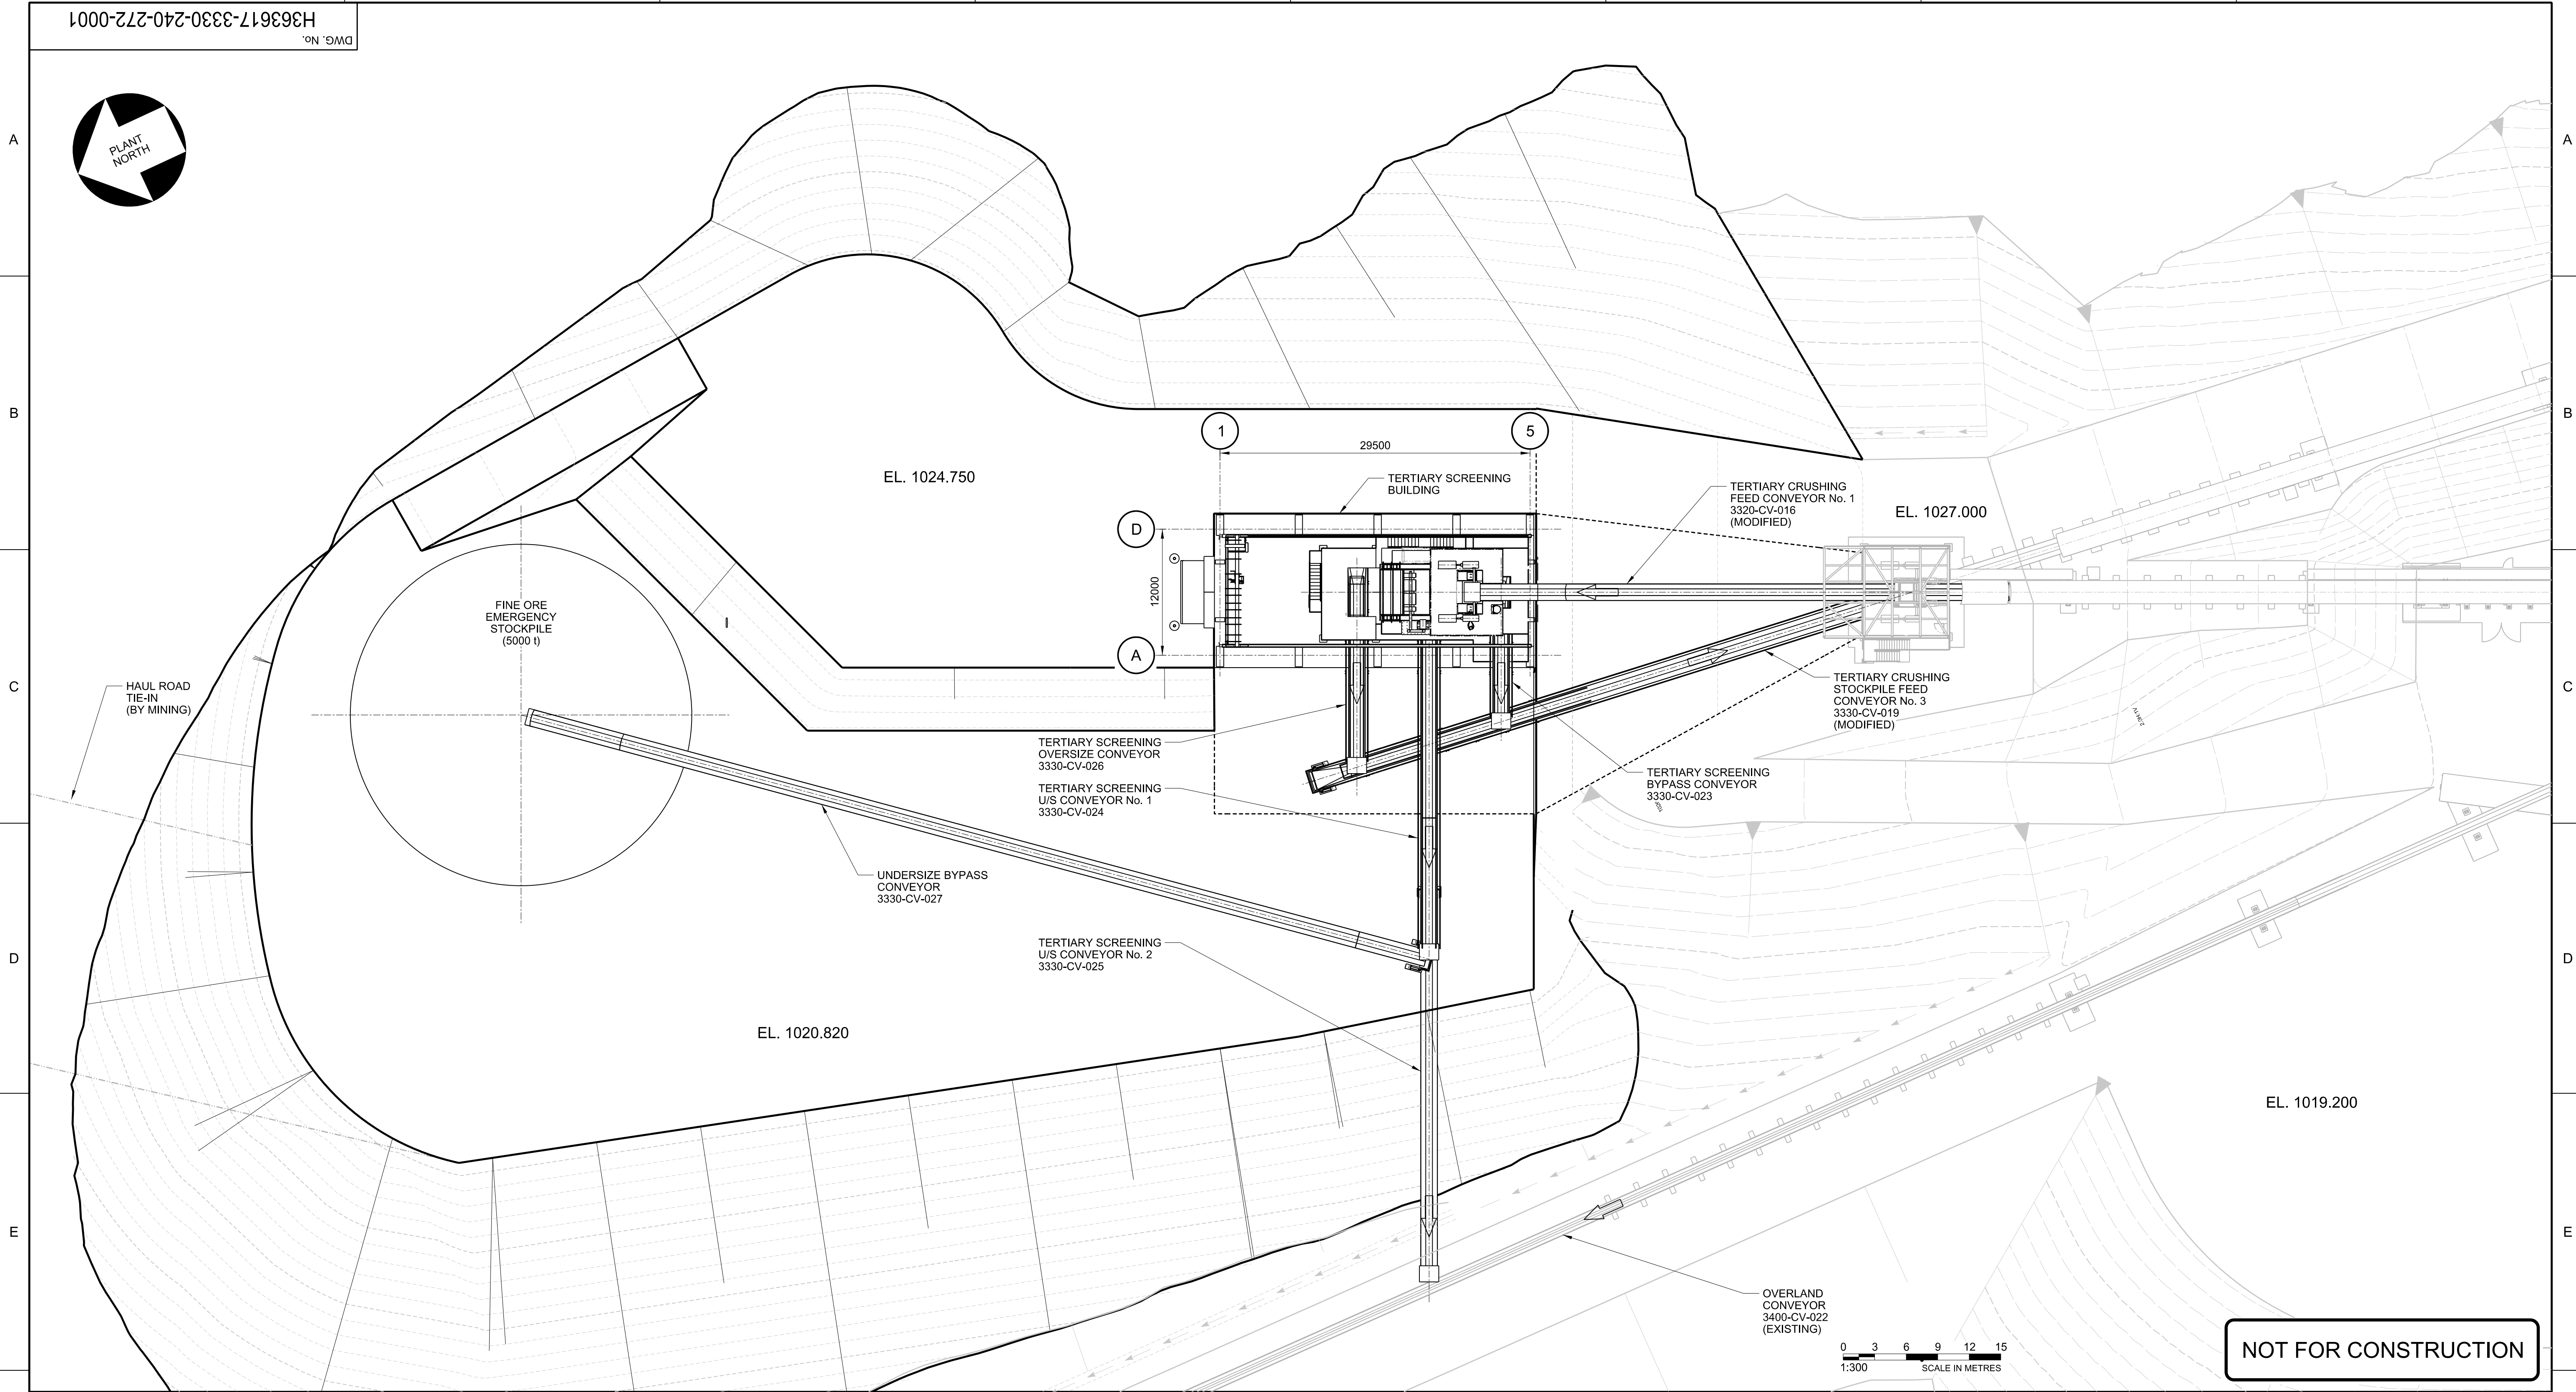 H363617-3330-240-272-0001
DWG. No.
PLANT
NORTH
A
A
B
B
C
C
D
D
E
E
1
5
29500
TERTIARY SCREENING
BUILDING
EL. 1024.750
D
12000
A
TERTIARY CRUSHING
FEED CONVEYOR No. 1
3320-CV-016
(MODIFIED)
EL. 1027.000
FINE ORE
EMERGENCY
STOCKPILE
(5000 t)
HAUL ROAD
TIE-IN
(BY MINING)
TERTIARY CRUSHING
STOCKPILE FEED
CONVEYOR No. 3
3330-CV-019
(MODIFIED)
TERTIARY SCREENING
OVERSIZE CONVEYOR
3330-CV-026
TERTIARY SCREENING
U/S CONVEYOR No. 1
3330-CV-024
TERTIARY SCREENING
BYPASS CONVEYOR
3330-CV-023
UNDERSIZE BYPASS
CONVEYOR
3330-CV-027
TERTIARY SCREENING
U/S CONVEYOR No. 2
3330-CV-025
EL. 1020.820
EL. 1019.200
OVERLAND
CONVEYOR
3400-CV-022
(EXISTING)
0 3 6 9 12 15
1:300 SCALE IN METRES
NOT FOR CONSTRUCTION